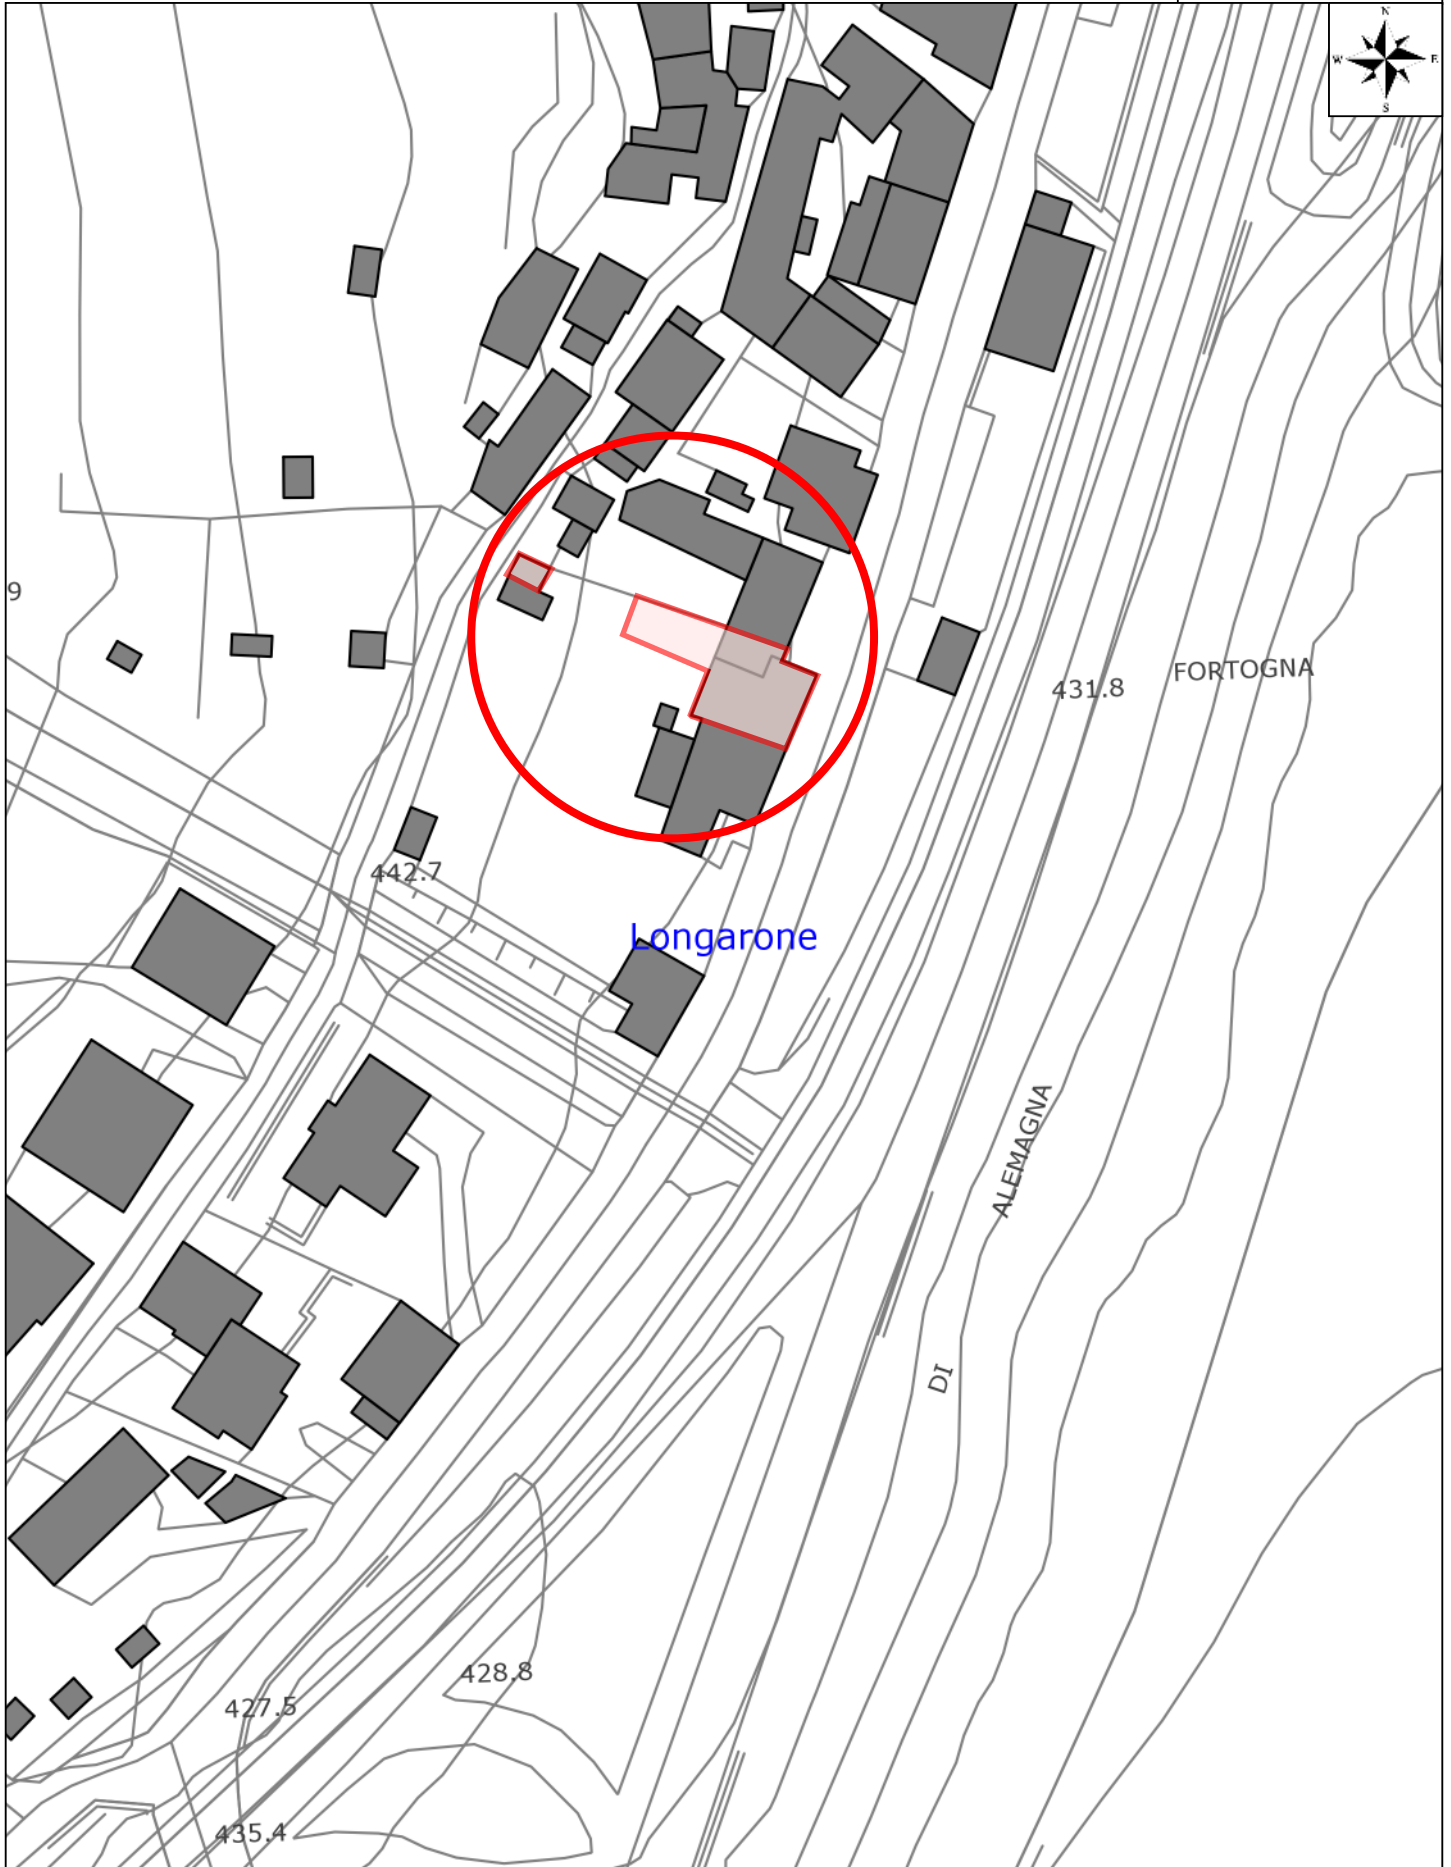 N
W E
S
9
FORTOGNA
431.8
442.7
Longarone
ALEMAGNA
DI
428.8
427.5
435.4